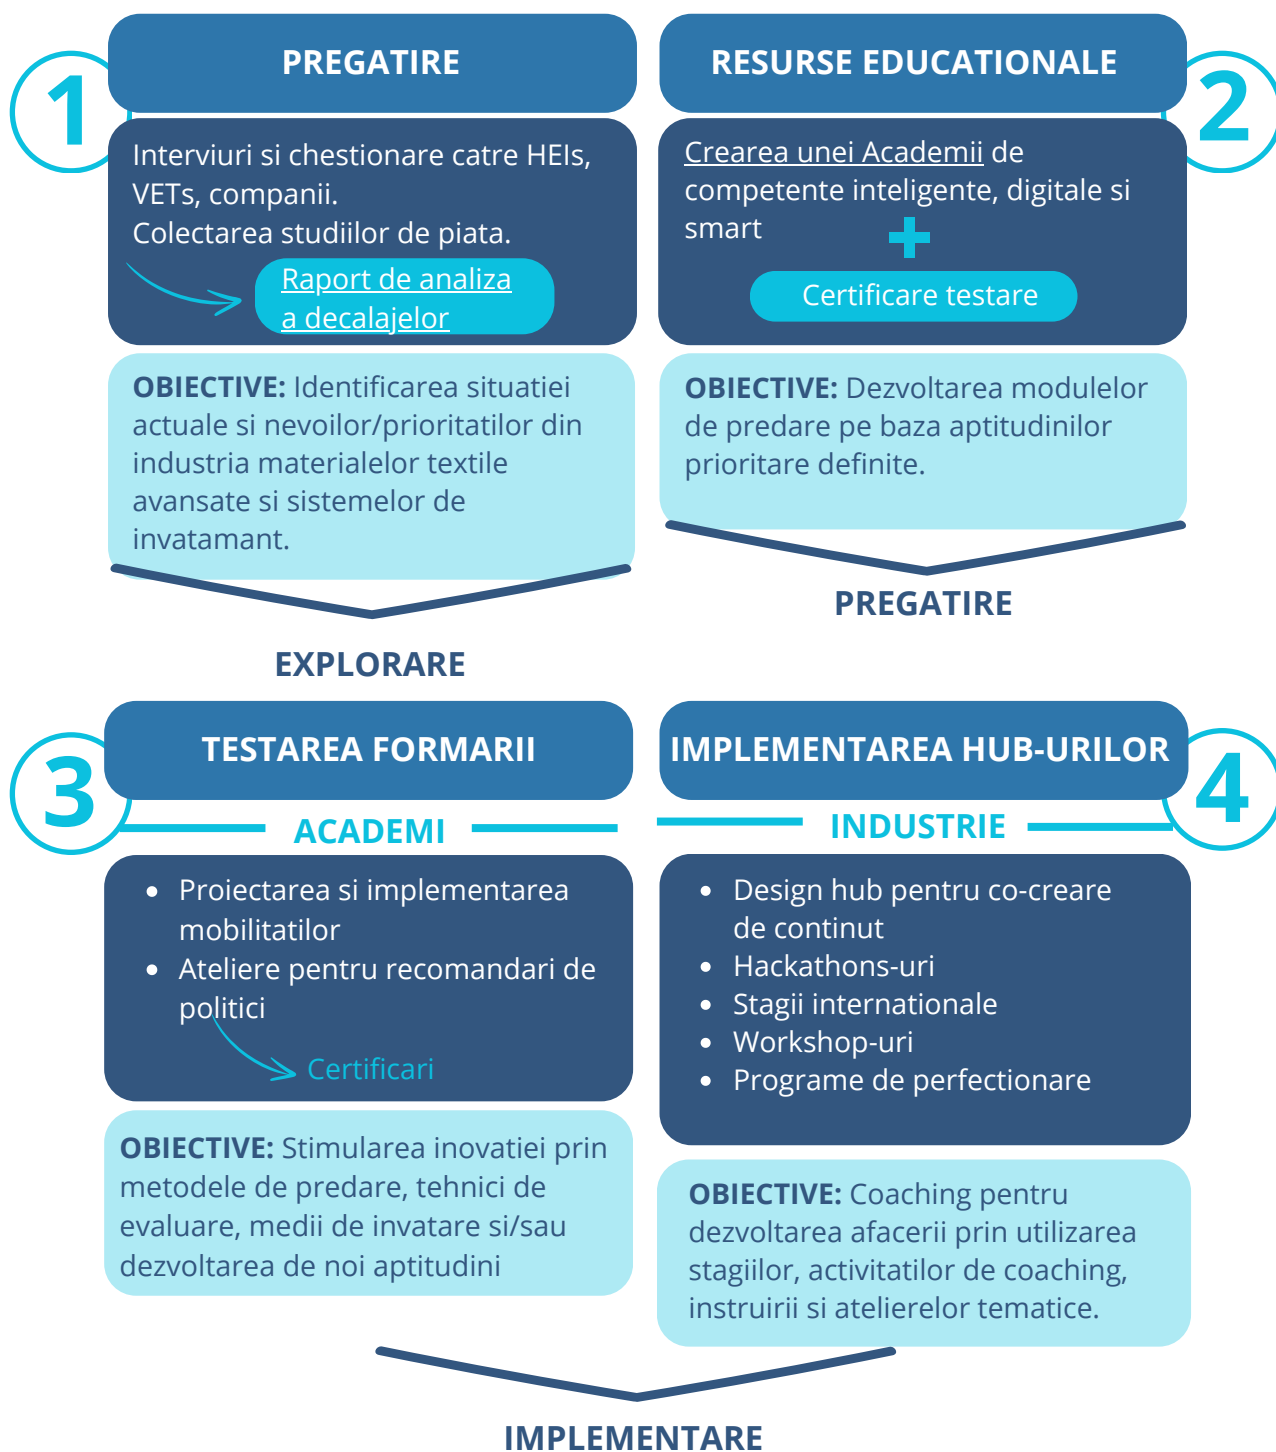 1
PREGATIRE
Interviuri si chestionare catre HEIs,
VETs, companii.
Colectarea studiilor de piata.
Raport de analiza
a decalajelor
OBIECTIVE: Identificarea situatiei
actuale si nevoilor/prioritatilor din
industria materialelor textile
avansate si sistemelor de
invatamant.
EXPLORARE
2
RESURSE EDUCATIONALE
Crearea unei Academii de
competente inteligente, digitale si
smart
Certificare testare
OBIECTIVE: Dezvoltarea modulelor
de predare pe baza aptitudinilor
prioritare definite.
PREGATIRE
3
TESTAREA FORMARII
ACADEMI
• Proiectarea si implementarea
mobilitatilor
• Ateliere pentru recomandari de
politici
Certificari
OBIECTIVE: Stimularea inovatiei prin
metodele de predare, tehnici de
evaluare, medii de invatare si/sau
dezvoltarea de noi aptitudini
4
IMPLEMENTAREA HUB-URILOR
INDUSTRIE
• Design hub pentru co-creare
de continut
• Hackathons-uri
• Stagii internationale
• Workshop-uri
• Programe de perfectionare
OBIECTIVE: Coaching pentru
dezvoltarea afacerii prin utilizarea
stagiilor, activitatilor de coaching,
instruirii si atelierelor tematice.
IMPLEMENTARE